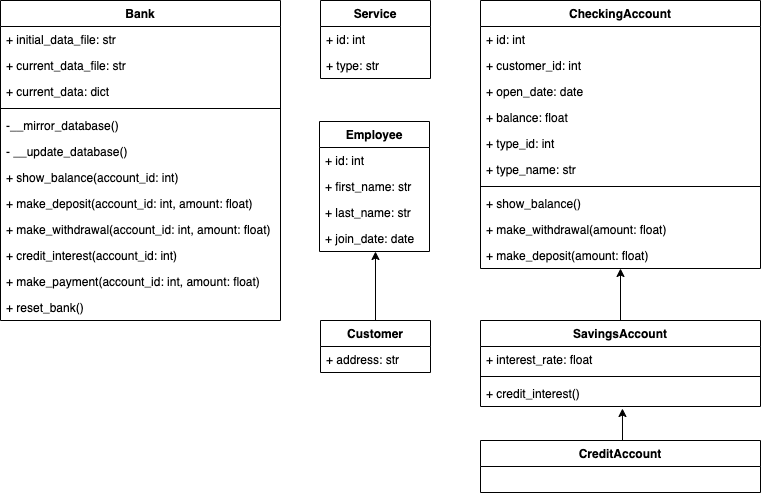 Bank
+ initial_data_file: str
+ current_data_file: str
+ current_data: dict
-__mirror_database()
- __update_database()
+ show_balance(account_id: int)
+ make_deposit(account_id: int, amount: float)
+ make_withdrawal(account_id: int, amount: float)
+ credit_interest(account_id: int)
+ make_payment(account_id: int, amount: float)
+ reset_bank()
Service
+ id: int
+ type: str
Employee
+ id: int
+ first_name: str
+ last_name: str
+ join_date: date
Customer
+ address: str
CheckingAccount
+ id: int
+ customer_id: int
+ open_date: date
+ balance: float
+ type_id: int
+ type_name: str
+ show_balance()
+ make_withdrawal(amount: float)
+ make_deposit(amount: float)
SavingsAccount
+ interest_rate: float
+ credit_interest()
CreditAccount